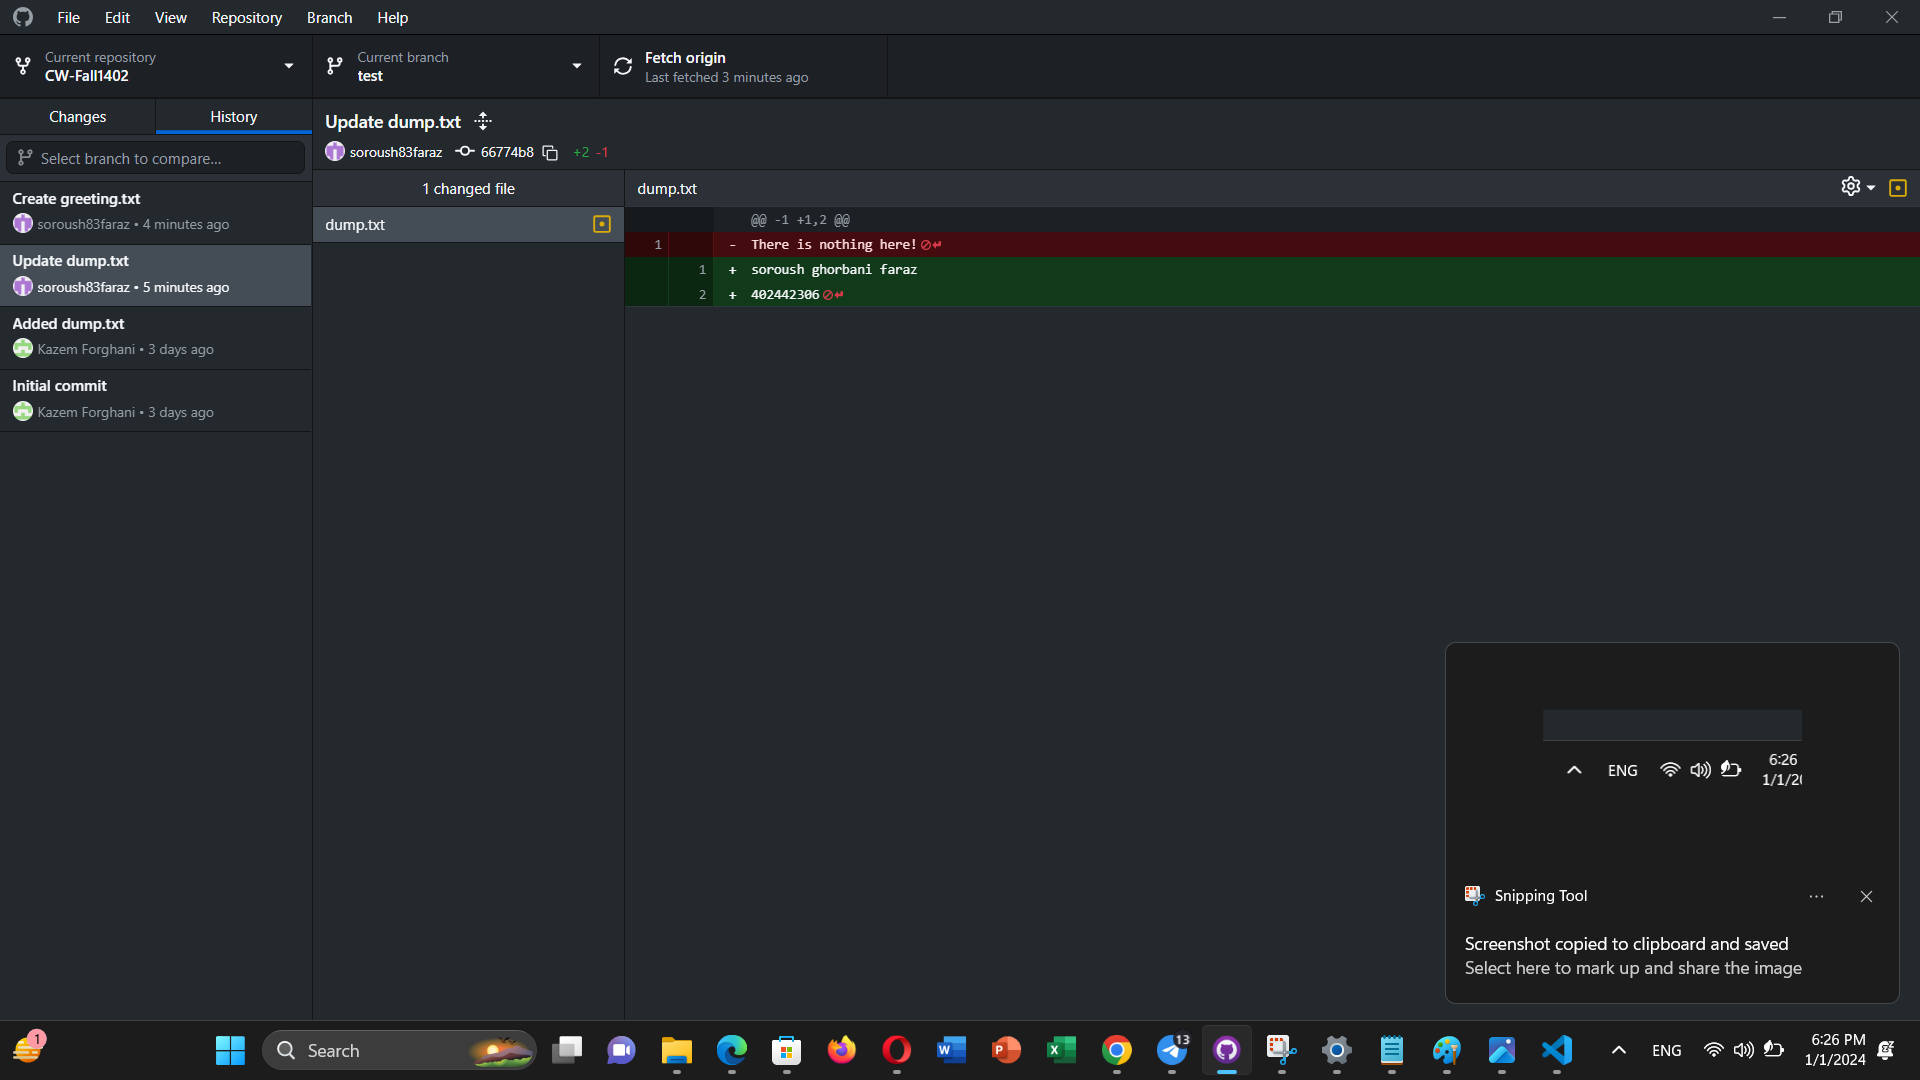 File Edit View Repository Branch Help
Current repository
CW-Fall1402
Current branch
test
Fetch origin
Last fetched 3 minutes ago
Changes
History
Select branch to compare...
Create greeting.txt
soroush83faraz • 4 minutes ago
Update dump.txt
soroush83faraz • 5 minutes ago
Added dump.txt
Kazem Forghani • 3 days ago
Initial commit
Kazem Forghani • 3 days ago
Update dump.txt
soroush83faraz 66774b8 +2 -1
1 changed file
dump.txt
dump.txt
@@ -1 +1,2 @@
1 - There is nothing here!
1 + soroush ghorbani faraz
2 + 402442306
ENG
6:26
1/1/20
Snipping Tool
Screenshot copied to clipboard and saved
Select here to mark up and share the image
1
Search
W
P
X
13
ENG
6:26 PM
1/1/2024